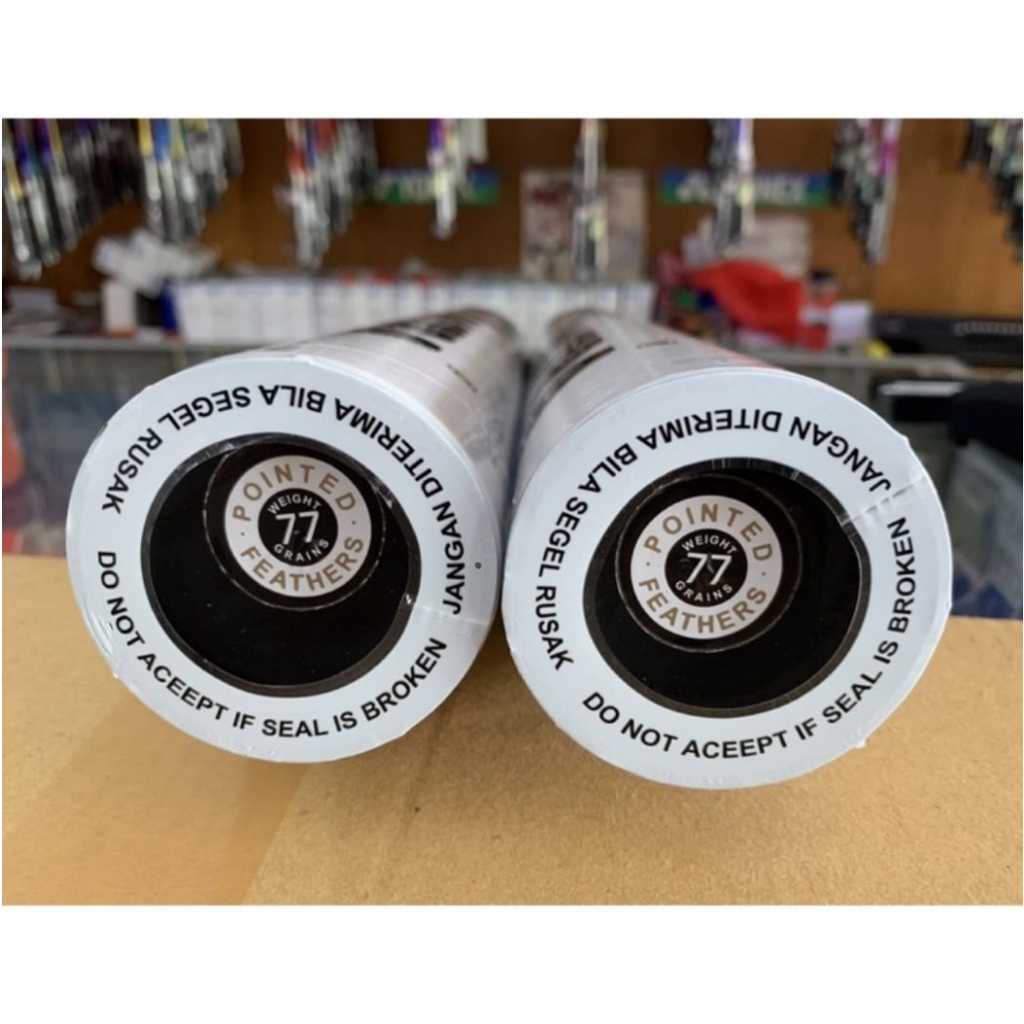 JANGAN DITERIMA BILA SEGEL RUSAK
DO NOT ACEEPT IF SEAL IS BROKEN
POINTED
WEIGHT
77
GRAINS
FEATHERS
JANGAN DITERIMA BILA SEGEL RUSAK
DO NOT ACEEPT IF SEAL IS BROKEN
POINTED
WEIGHT
77
GRAINS
FEATHERS